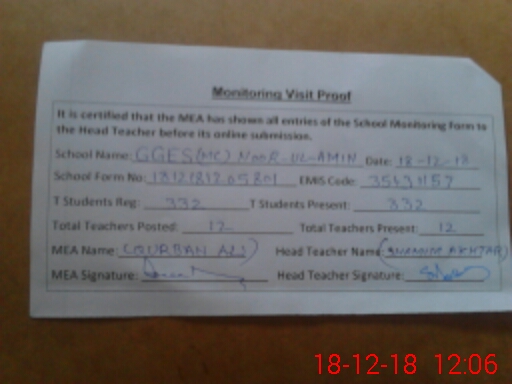 Monitoring Visit Proof
It is certified that the MEA has shown all entries of the School Monitoring Form to
the Head Teacher before its online submission.
School Name: GGES(MC) NOOR-UL-AMIN Date: 18-12-18
School Form No: EMIS Code:
T Students Reg: 332 T Students Present: 332
Total Teachers Posted: 12 Total Teachers Present: 12
MEA Name: (QURBAN ALI) Head Teacher Name: AKHTAR)
MEA Signature: Head Teacher Signature:
18-12-18 12:06